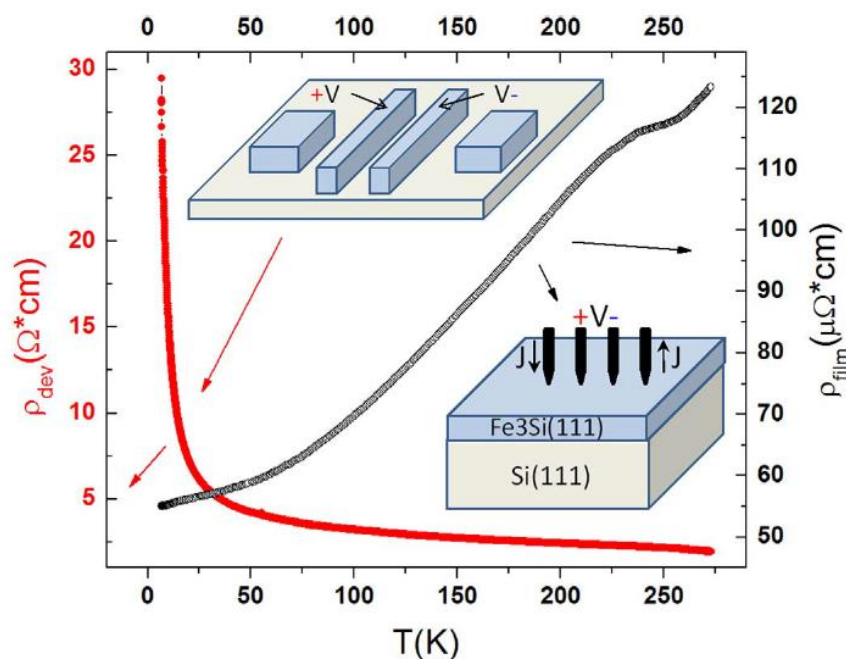 0 50 100 150 200 250
30
25
20
15
10
5
ρdev(Ω*cm)
+V V-
120
110
100
90
80
70
60
50
ρfilm(μΩ*cm)
+V-
J↓ ↑J
Fe3Si(111)
Si(111)
0 50 100 150 200 250
T(K)